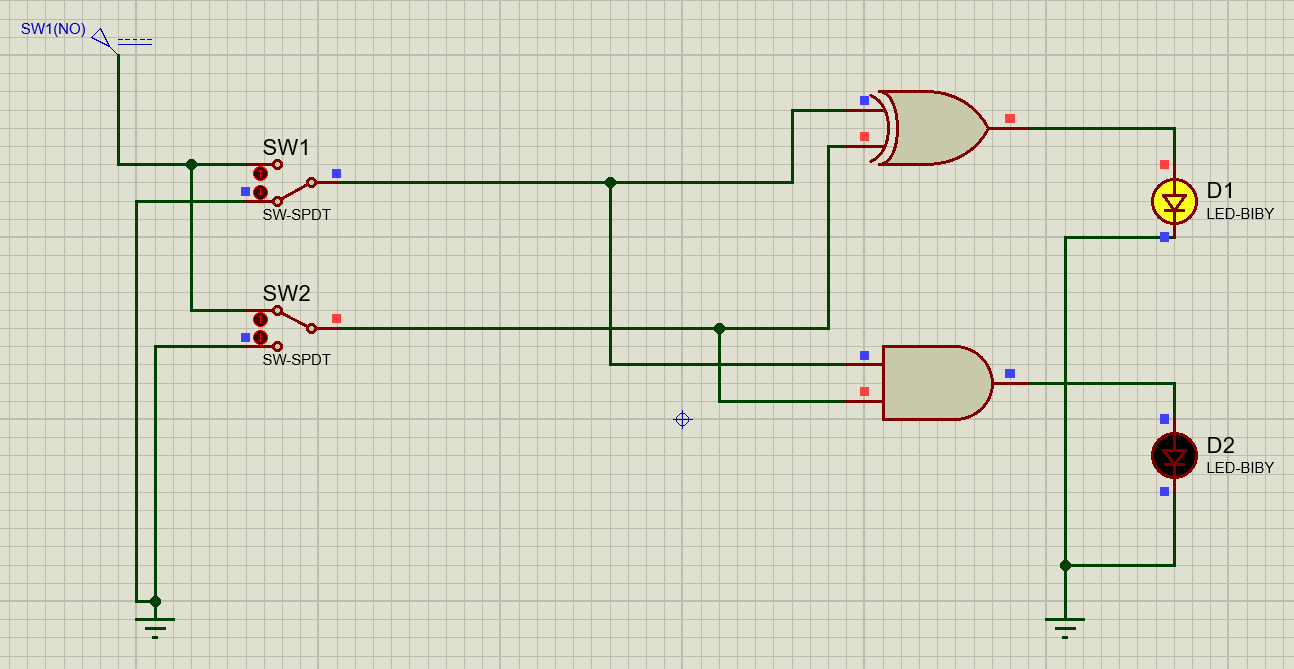 SW1(NO)
SW1
SW-SPDT
D1
LED-BIBY
SW2
SW-SPDT
D2
LED-BIBY